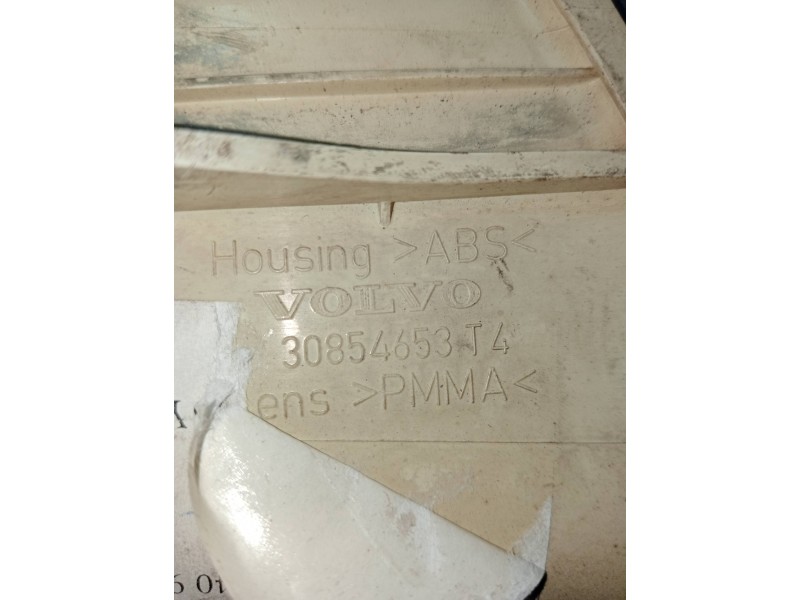 Housing >ABS<
VOLVO
30854653-T4
ens >PMMA<